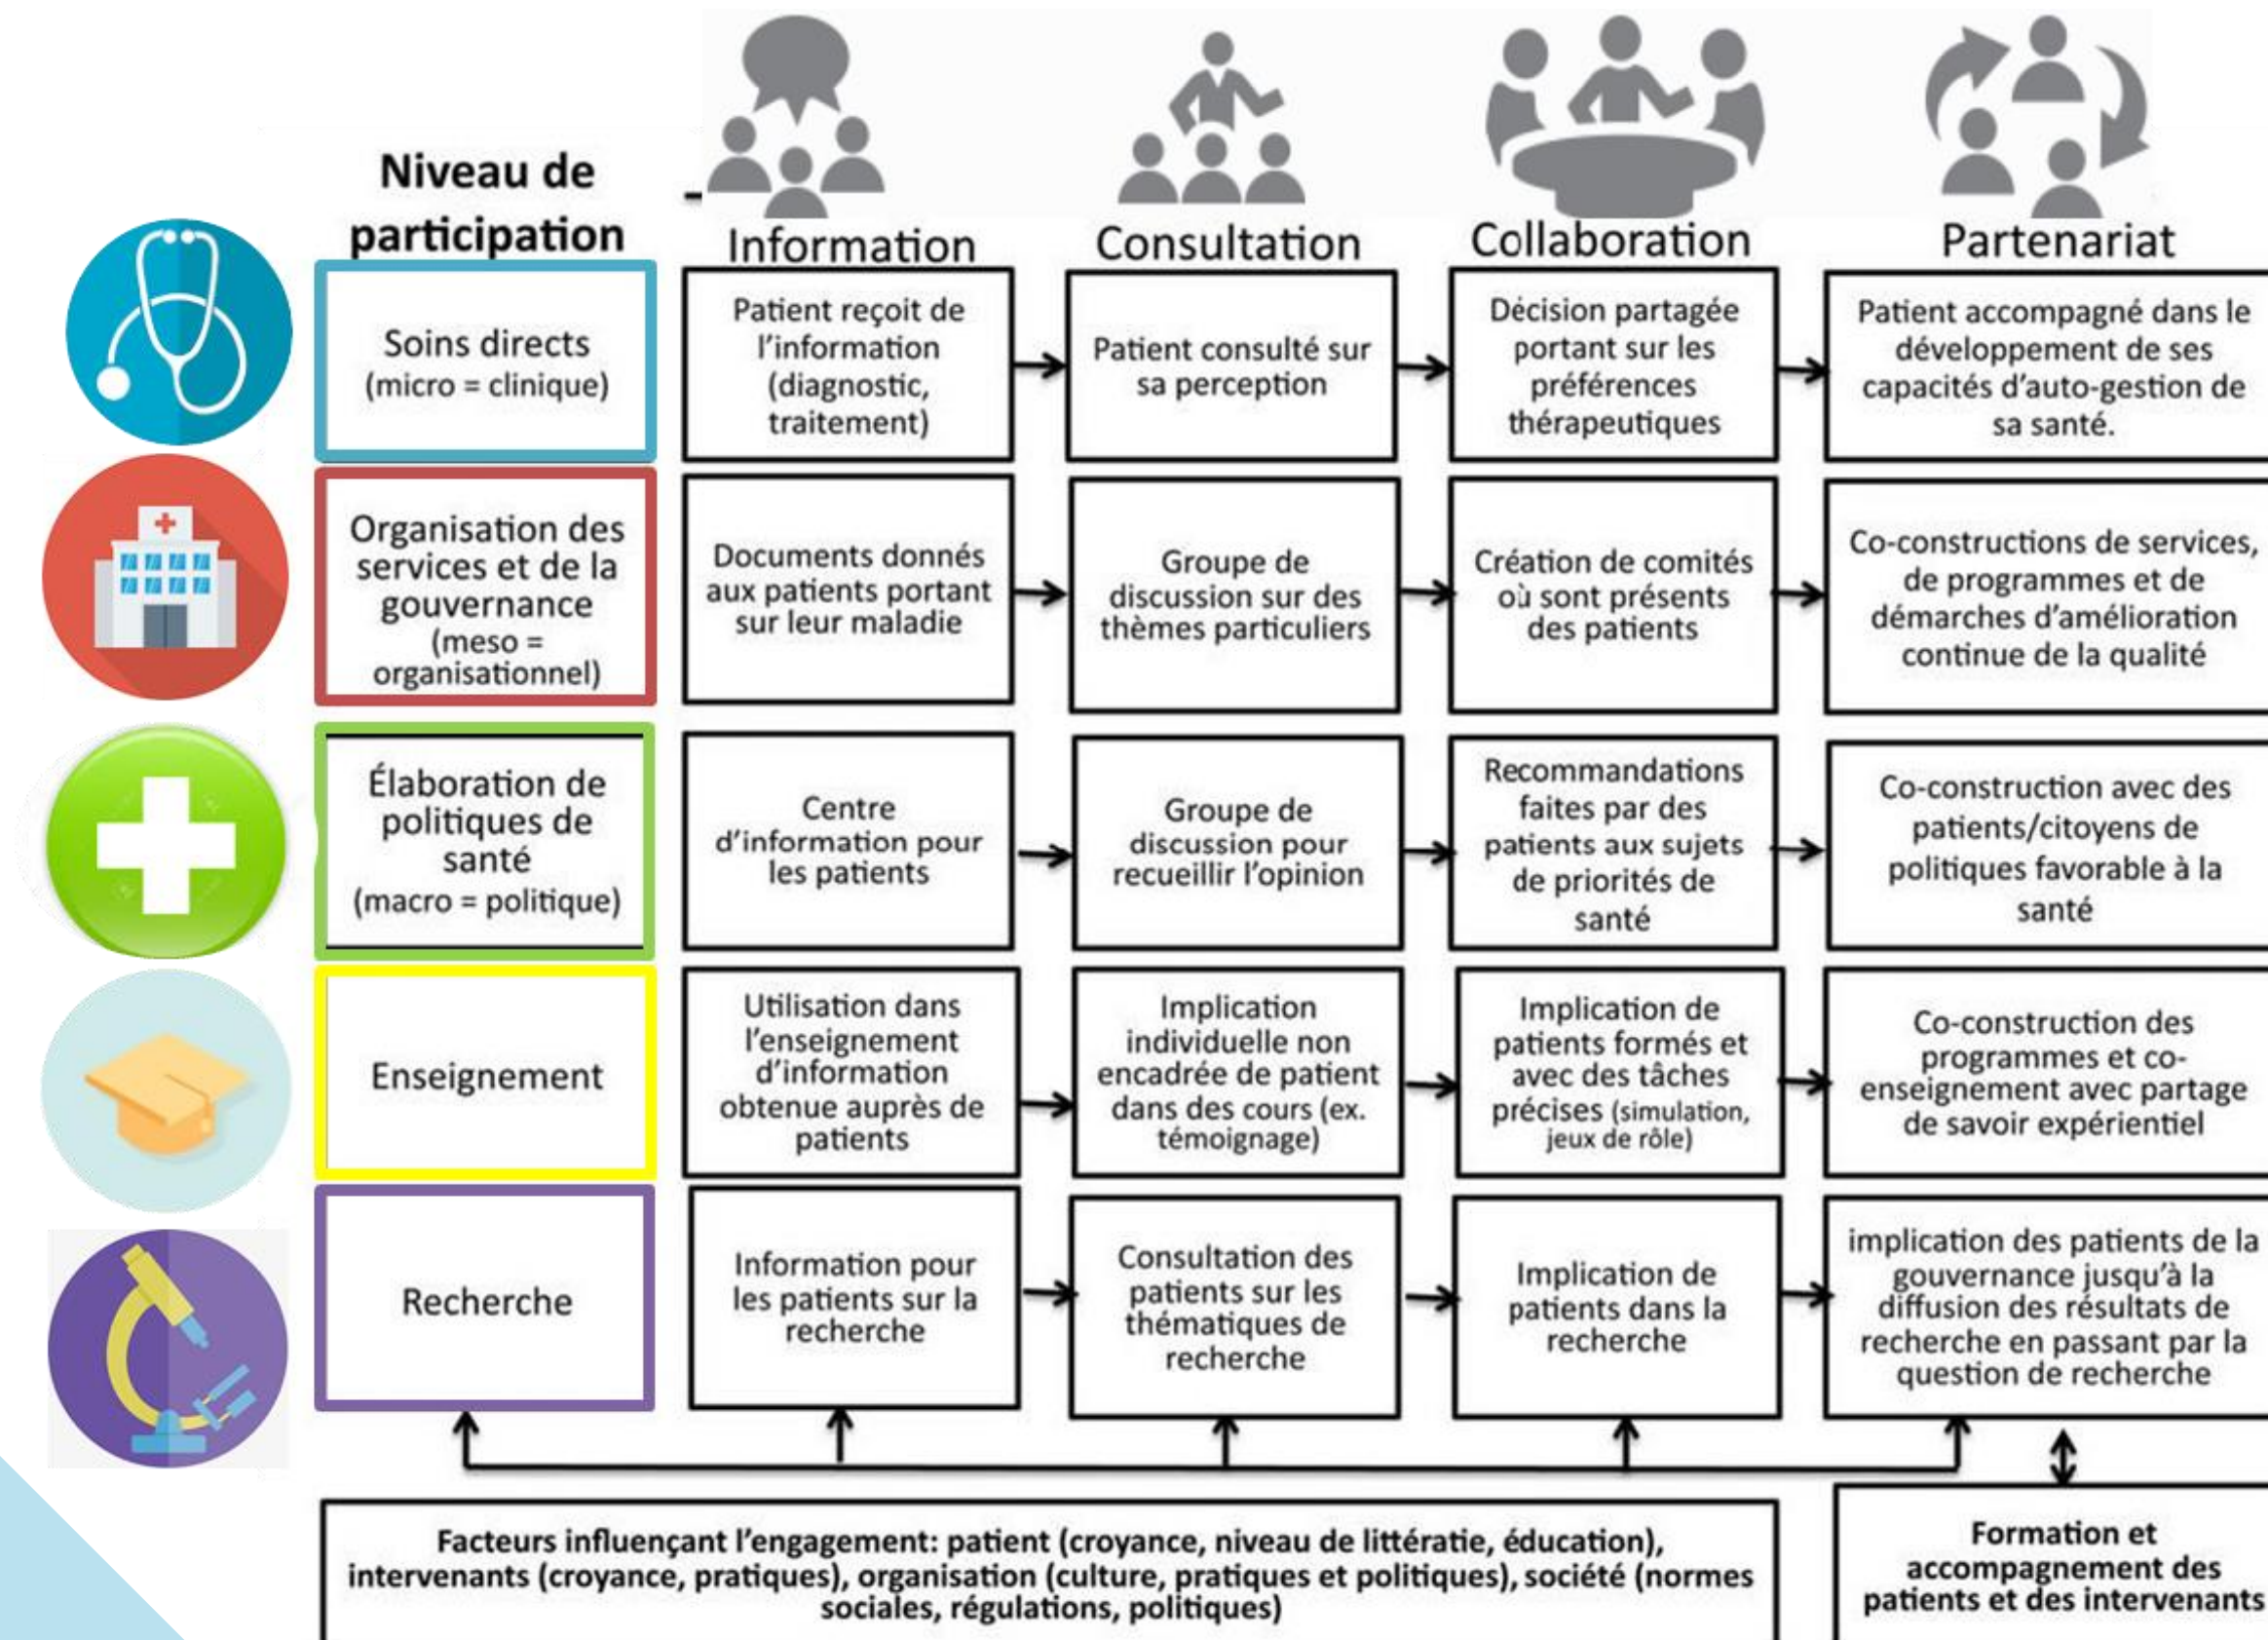 Niveau de
participation
Information
Consultation
Collaboration
Partenariat
Soins directs
(micro = clinique)
Patient reçoit de
l'information
(diagnostic,
traitement)
Patient consulté sur
sa perception
Décision partagée
portant sur les
préférences
thérapeutiques
Patient accompagné dans le
développement de ses
capacités d'auto-gestion de
sa santé.
Organisation des
services et de la
gouvernance
(meso =
organisationnel)
Documents donnés
aux patients portant
sur leur maladie
Groupe de
discussion sur des
thèmes particuliers
Création de comités
où sont présents
des patients
Co-constructions de services,
de programmes et de
démarches d'amélioration
continue de la qualité
Élaboration de
politiques de
santé
(macro = politique)
Centre
d'information pour
les patients
Groupe de
discussion pour
recueillir l'opinion
Recommandations
faites par des
patients aux sujets
de priorités de
santé
Co-construction avec des
patients/citoyens de
politiques favorable à la
santé
Enseignement
Utilisation dans
l'enseignement
d'information
obtenue auprès de
patients
Implication
individuelle non
encadrée de patient
dans des cours (ex.
témoignage)
Implication de
patients formés et
avec des tâches
précises (simulation,
jeux de rôle)
Co-construction des
programmes et co-
enseignement avec partage
de savoir expérientiel
Recherche
Information pour
les patients sur la
recherche
Consultation des
patients sur les
thématiques de
recherche
Implication de
patients dans la
recherche
implication des patients de la
gouvernance jusqu'à la
diffusion des résultats de
recherche en passant par la
question de recherche
Facteurs influençant l'engagement: patient (croyance, niveau de littératie, éducation),
intervenants (croyance, pratiques), organisation (culture, pratiques et politiques), société (normes
sociales, régulations, politiques)
Formation et
accompagnement des
patients et des intervenants